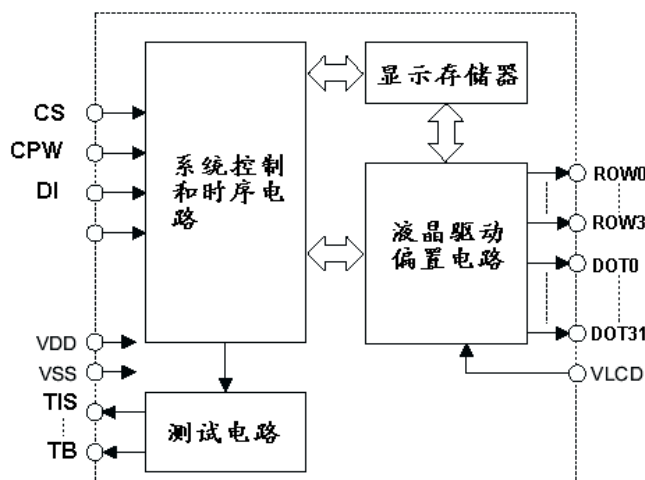 显示存储器
CS
CPW
DI
系统控制
和时序电
路
ROW0
ROW3
DOT0
DOT31
液晶驱动
偏置电路
VDD
VSS
VLCD
TIS
TB
测试电路